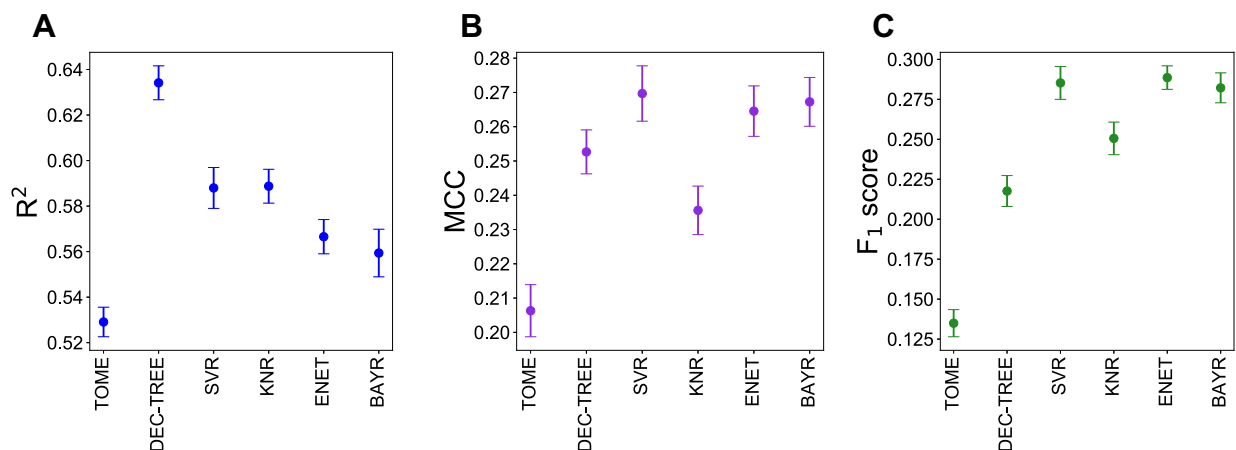 A
R²
0.64
0.62
0.60
0.58
0.56
0.54
0.52
TOME
DEC-TREE
SVR
KNR
ENET
BAYR
B
MCC
0.28
0.27
0.26
0.25
0.24
0.23
0.22
0.21
0.20
TOME
DEC-TREE
SVR
KNR
ENET
BAYR
C
F₁ score
0.300
0.275
0.250
0.225
0.200
0.175
0.150
0.125
TOME
DEC-TREE
SVR
KNR
ENET
BAYR